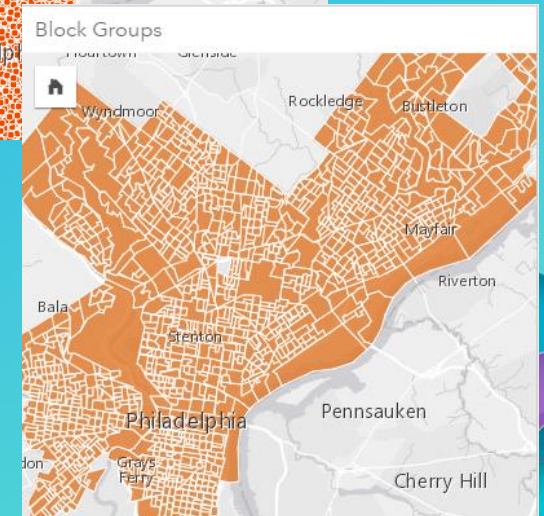 Block Groups
Wyndmoor
Rockledge
Bustleton
Mayfair
Riverton
Bala
Stenton
Philadelphia
Pennsauken
Grays
Ferry
Cherry Hill